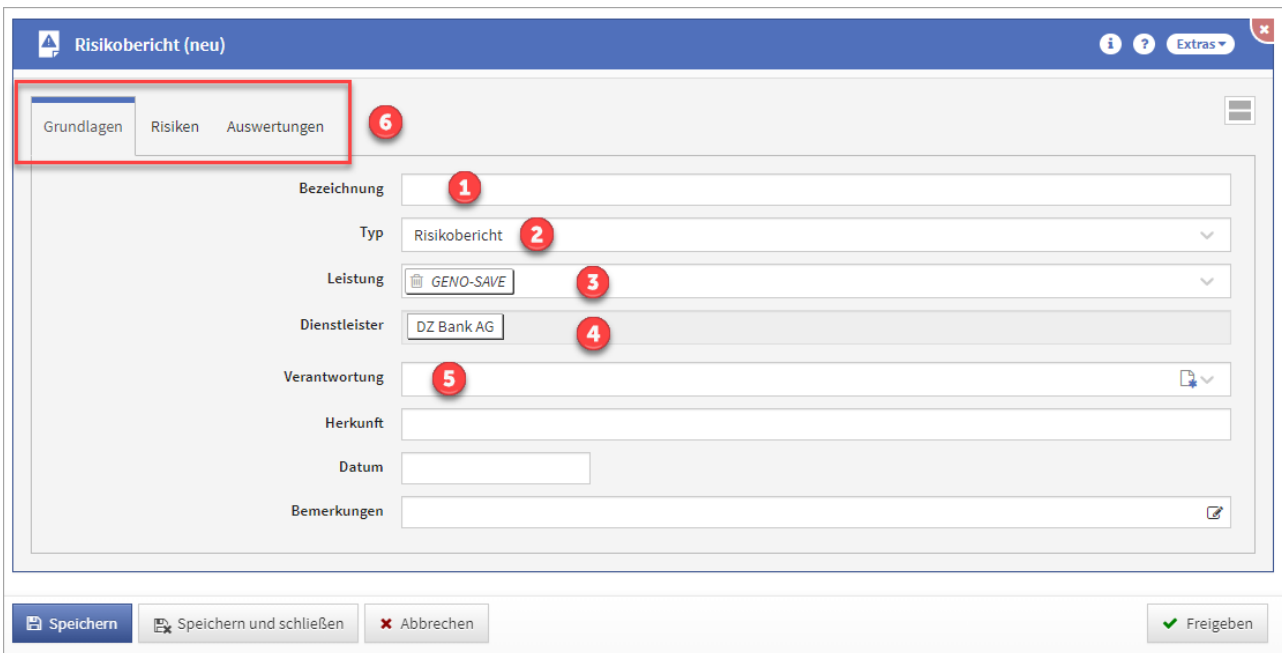 Risikobericht (neu)
i ? Extras
Grundlagen Risiken Auswertungen 6
Bezeichnung 1
Typ Risikobericht 2
Leistung GENO-SAVE 3
Dienstleister DZ Bank AG 4
Verantwortung 5
Herkunft
Datum
Bemerkungen
Speichern Speichern und schließen Abbrechen Freigeben